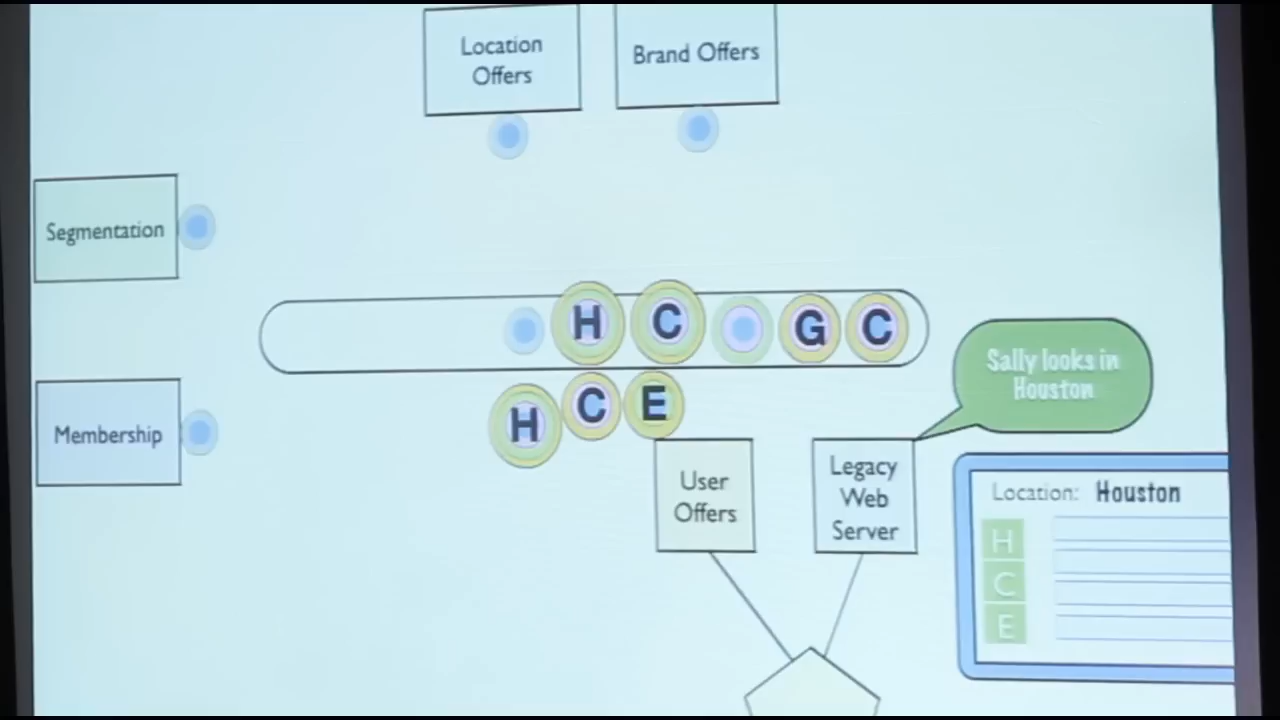 Location
Offers
Brand Offers
Segmentation
H C G C
Sally looks in
Houston
H C E
Membership
User
Offers
Legacy
Web
Server
Location: Houston
H
C
E